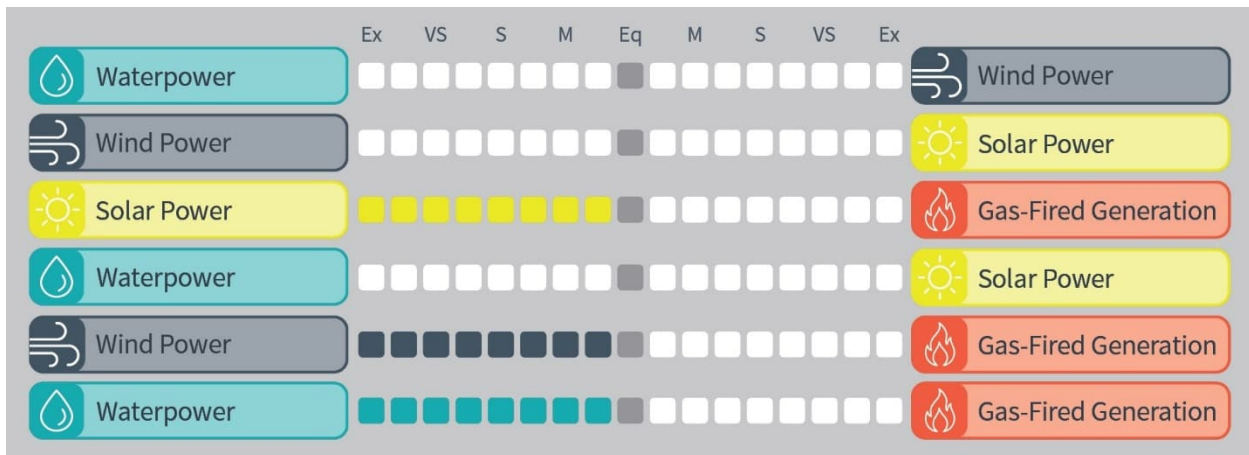 Ex VS S M Eq M S VS Ex
Waterpower Wind Power
Wind Power Solar Power
Solar Power Gas-Fired Generation
Waterpower Solar Power
Wind Power Gas-Fired Generation
Waterpower Gas-Fired Generation